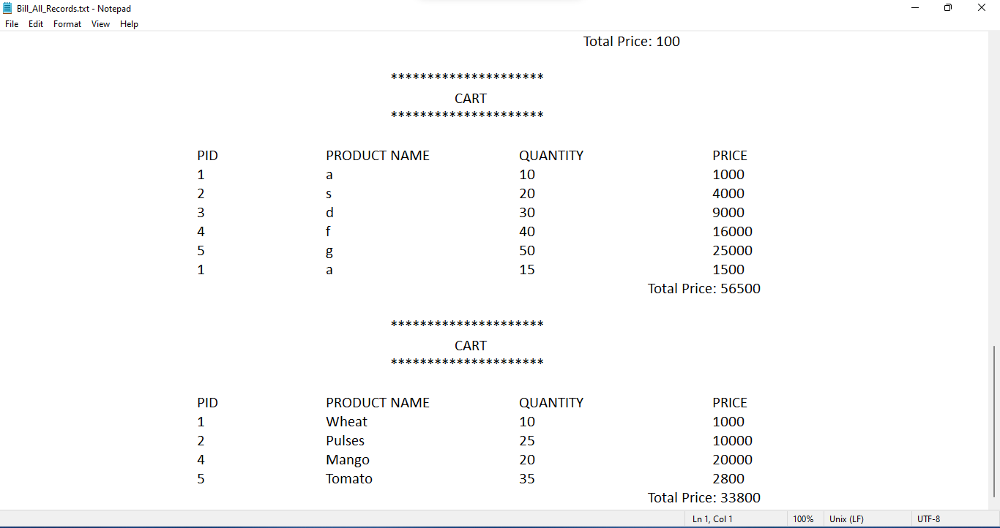 Bill_All_Records.txt - Notepad
File Edit Format View Help
Total Price: 100
*********************
CART
*********************
PID PRODUCT NAME QUANTITY PRICE
1 a 10 1000
2 s 20 4000
3 d 30 9000
4 f 40 16000
5 g 50 25000
1 a 15 1500
Total Price: 56500
*********************
CART
*********************
PID PRODUCT NAME QUANTITY PRICE
1 Wheat 10 1000
2 Pulses 25 10000
4 Mango 20 20000
5 Tomato 35 2800
Total Price: 33800
Ln 1, Col 1 100% Unix (LF) UTF-8